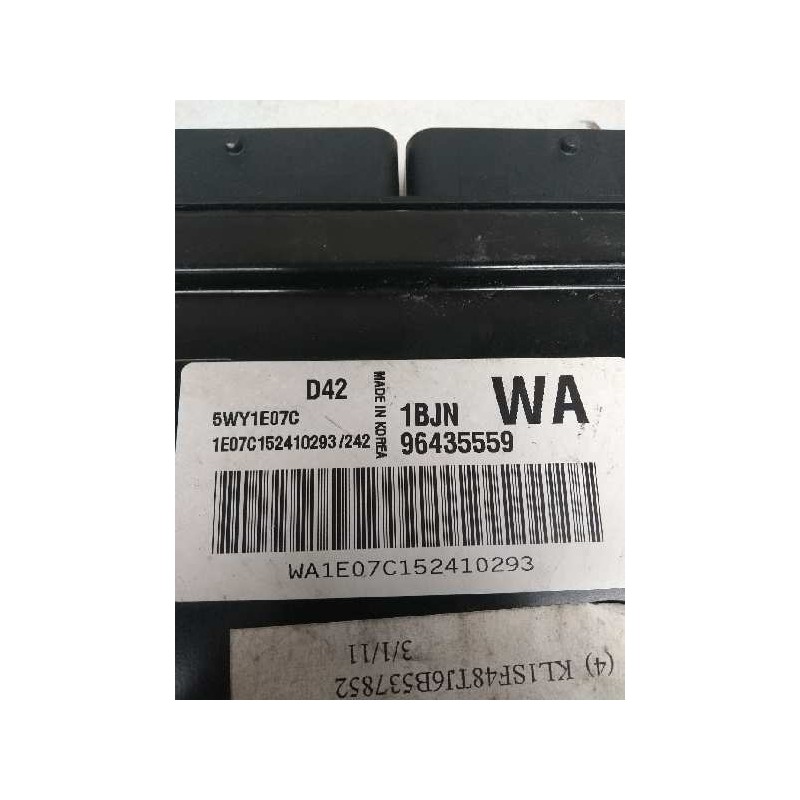 D42 MADE IN KOREA 1BJN WA
5WY1E07C
1E07C152410293/242 96435559
WA1E07C152410293
(4) KL1SF48TJ6B537852
3/1/11